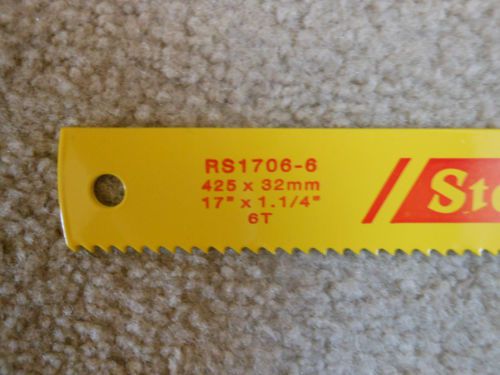 RS1706-6
425 x 32mm
17" x 1.1/4"
6T